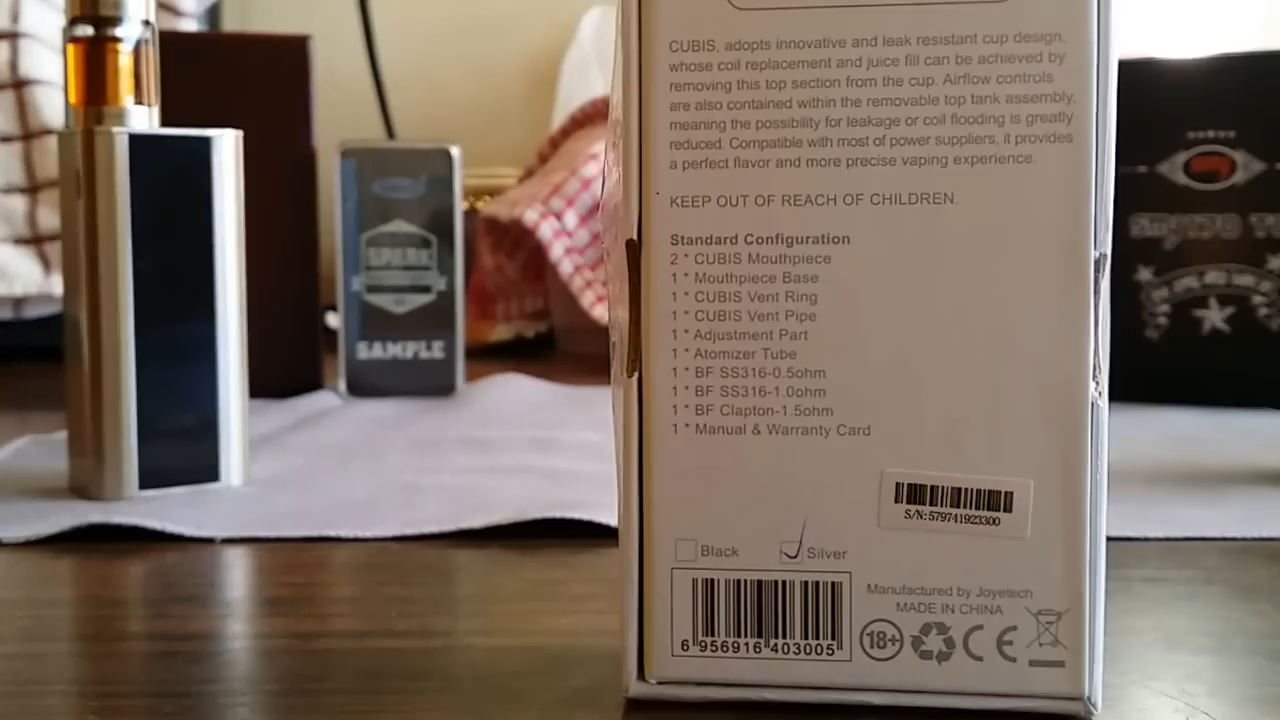 CUBIS, adopts innovative and leak resistant cup design,
whose coil replacement and juice fill can be achieved by
removing this top section from the cup. Airflow controls
are also contained within the removable top tank assembly,
meaning the possibility for leakage or coil flooding is greatly
reduced. Compatible with most of power suppliers, it provides
a perfect flavor and more precise vaping experience.
KEEP OUT OF REACH OF CHILDREN.
Standard Configuration
2 * CUBIS Mouthpiece
1 * Mouthpiece Base
1 * CUBIS Vent Ring
1 * CUBIS Vent Pipe
1 * Adjustment Part
1 * Atomizer Tube
1 * BF SS316-0.5ohm
1 * BF SS316-1.0ohm
1 * BF Clapton-1.5ohm
1 * Manual & Warranty Card
S/N: 579741923300
Black
Silver
6 956916 403005
Manufactured by Joyetech
MADE IN CHINA
18+
CE
SPARK
SAMPLE